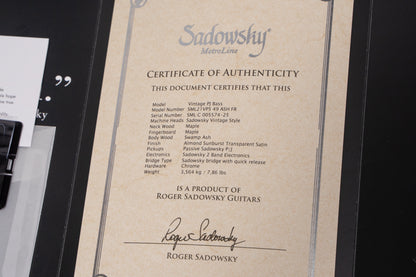 Sadowsky
MetroLine
CERTIFICATE OF AUTHENTICITY
THIS DOCUMENT CERTIFIES THAT THIS
Model Vintage PJ Bass
Model Number SML21VPS 49 ASH FR
Serial Number SML C 005574-25
Machine Heads Sadowsky Vintage Style
Neck Wood Maple
Fingerboard Maple
Body Wood Swamp Ash
Finish Almond Sunburst Transparent Satin
Pickups Passive Sadowsky P/J
Electronics Sadowsky 2 Band Electronics
Bridge Type Sadowsky bridge with quick release
Hardware Chrome
Weight 3,564 kg · 7,86 lbs
IS A PRODUCT OF
ROGER SADOWSKY GUITARS
Roger Sadowsky
ROGER SADOWSKY
”